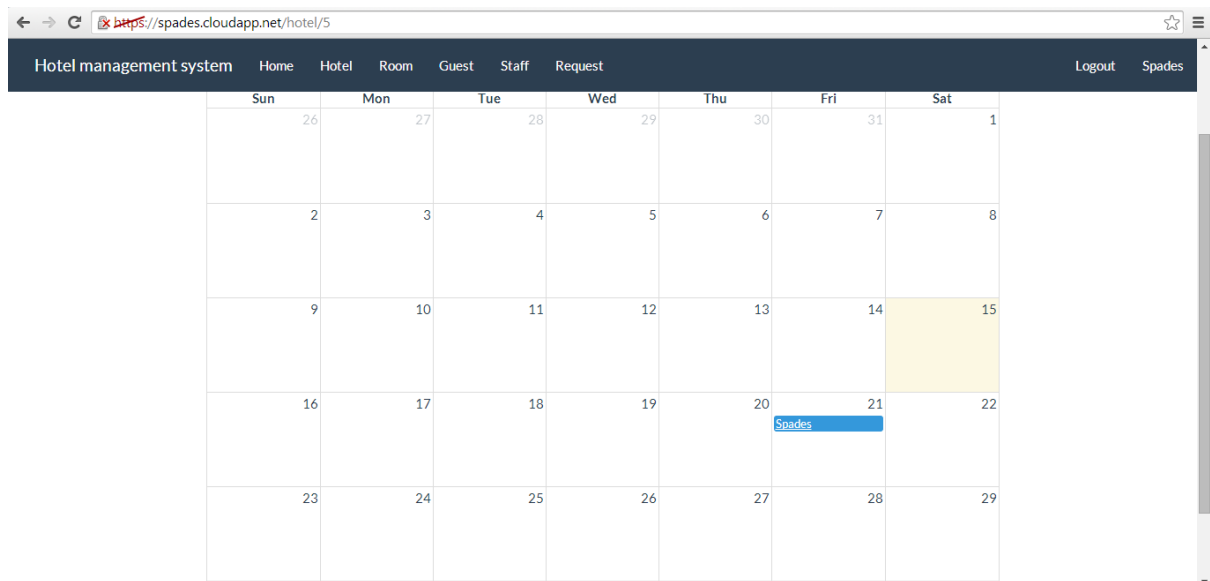 https://spades.cloudapp.net/hotel/5
Hotel management system Home Hotel Room Guest Staff Request Logout Spades
Sun Mon Tue Wed Thu Fri Sat
26 27 28 29 30 31 1
2 3 4 5 6 7 8
9 10 11 12 13 14 15
16 17 18 19 20 21 22
Spades
23 24 25 26 27 28 29